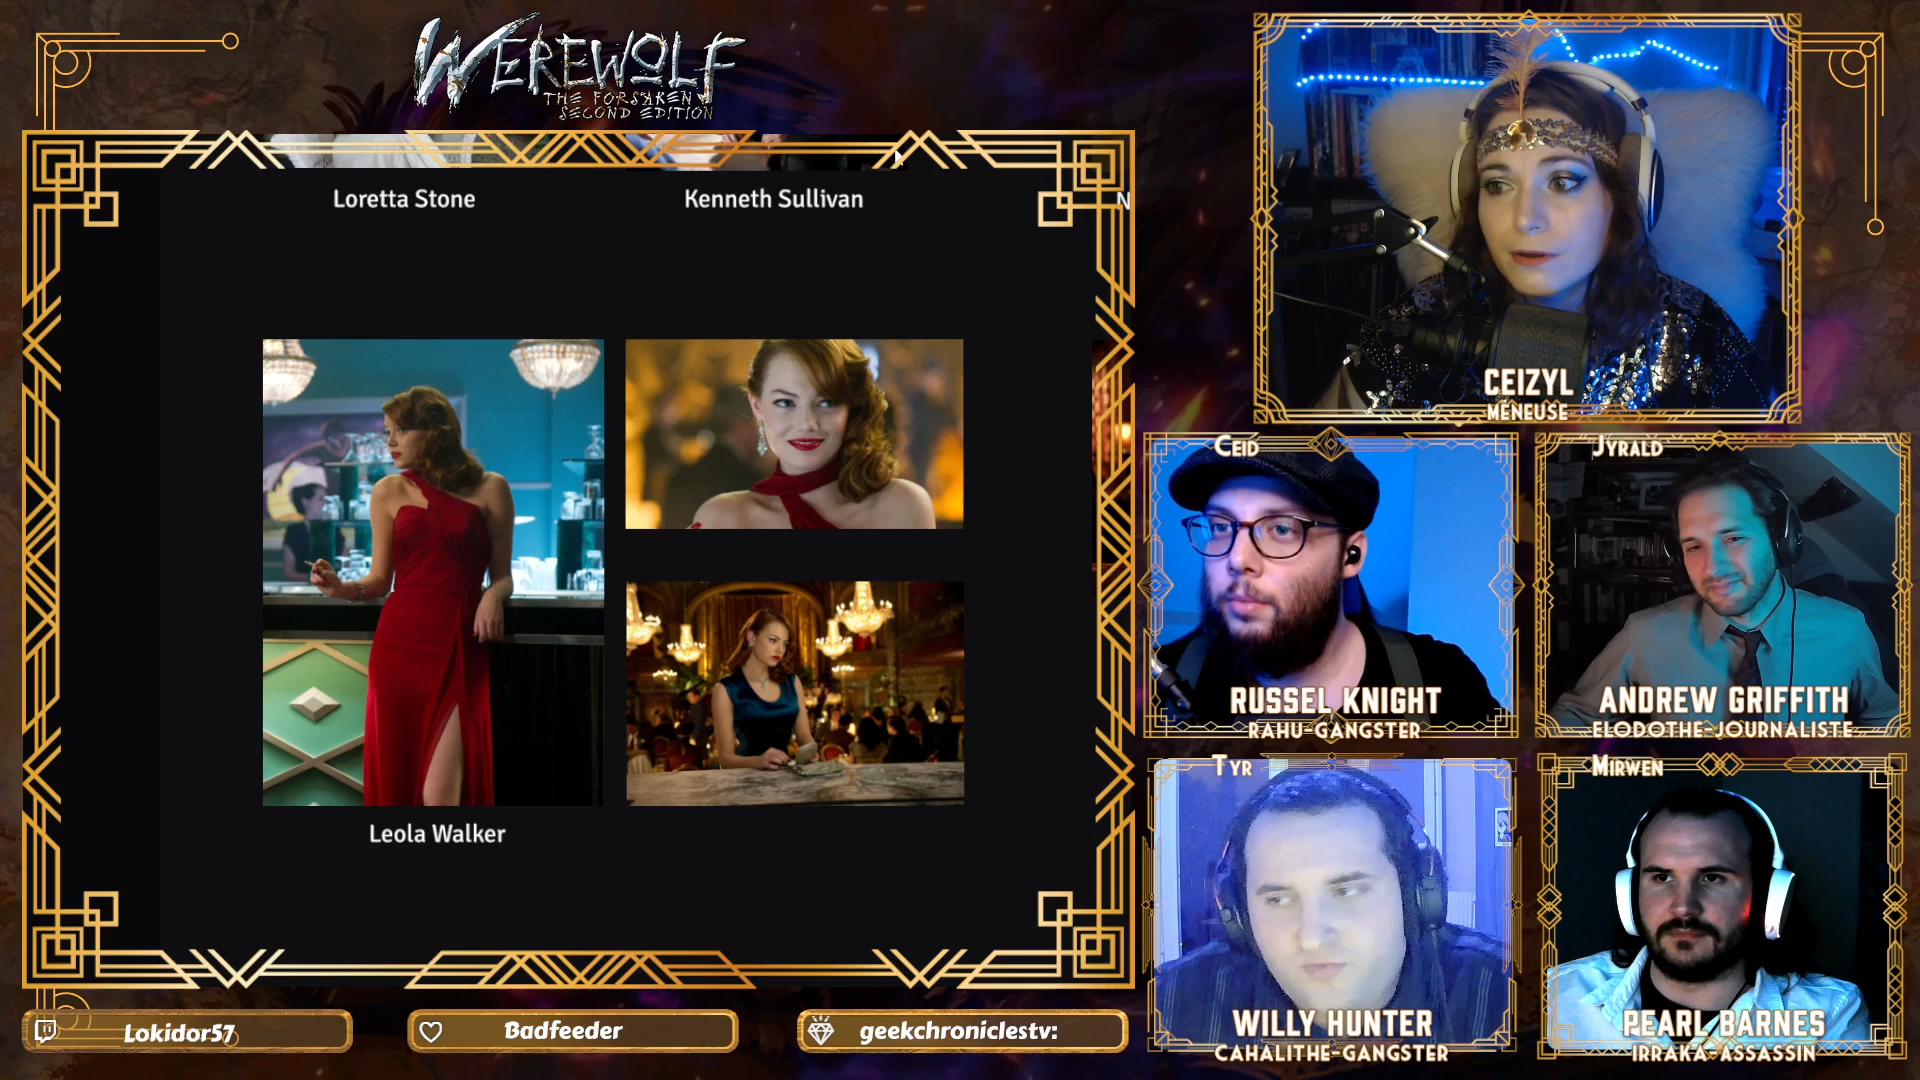 WEREWOLF
THE FORSAKEN
SECOND EDITION
Loretta Stone
Kenneth Sullivan
N
Leola Walker
CEIZYL
MENEUSE
CEID
RUSSEL KNIGHT
RAHU-GANGSTER
JYRALD
ANDREW GRIFFITH
ELODOTHE-JOURNALISTE
TYR
WILLY HUNTER
CAHALITHE-GANGSTER
MIRWEN
PEARL BARNES
IRRAKA-ASSASSIN
Lokidor57
Badfeeder
geekchroniclestv: